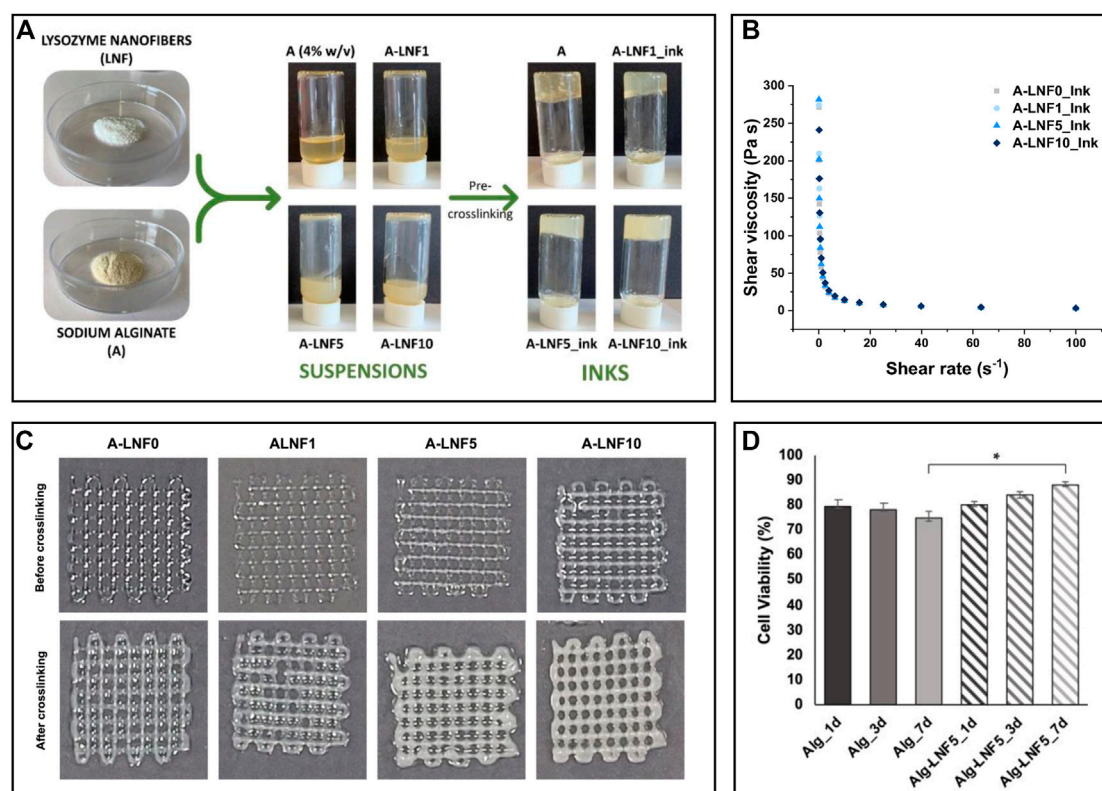 A
LYSOZYME NANOFIBERS
(LNF)
SODIUM ALGINATE
(A)
A (4% w/v)
A-LNF1
A-LNF5
A-LNF10
SUSPENSIONS
Pre-
crosslinking
A
A-LNF1_ink
A-LNF5_ink
A-LNF10_ink
INKS
B
Shear viscosity (Pa s)
300
250
200
150
100
50
0
0
20
40
60
80
100
Shear rate (s⁻¹)
A-LNF0_Ink
A-LNF1_Ink
A-LNF5_Ink
A-LNF10_Ink
C
A-LNF0
ALNF1
A-LNF5
A-LNF10
Before crosslinking
After crosslinking
D
Cell Viability (%)
100
90
80
70
60
50
40
30
20
10
0
*
Alg_1d
Alg_3d
Alg_7d
Alg-LNF5_1d
Alg-LNF5_3d
Alg-LNF5_7d